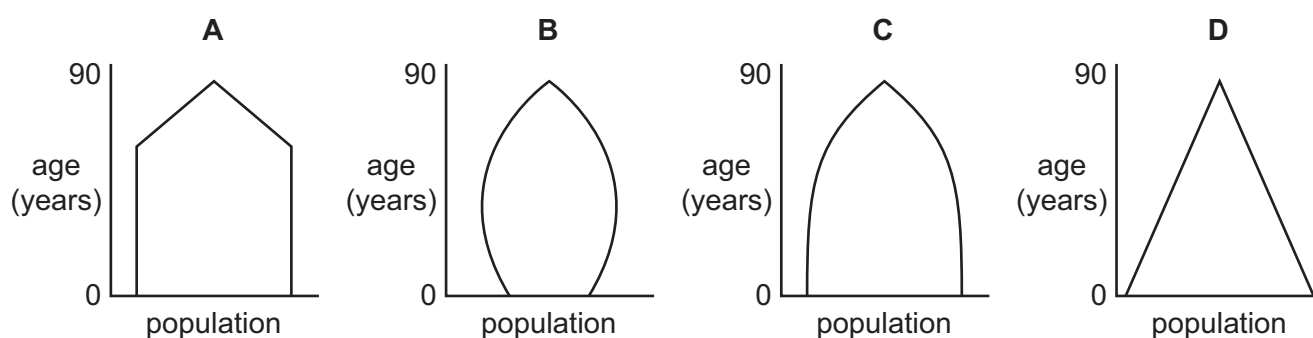 A
90
age
(years)
0
population
B
90
age
(years)
0
population
C
90
age
(years)
0
population
D
90
age
(years)
0
population